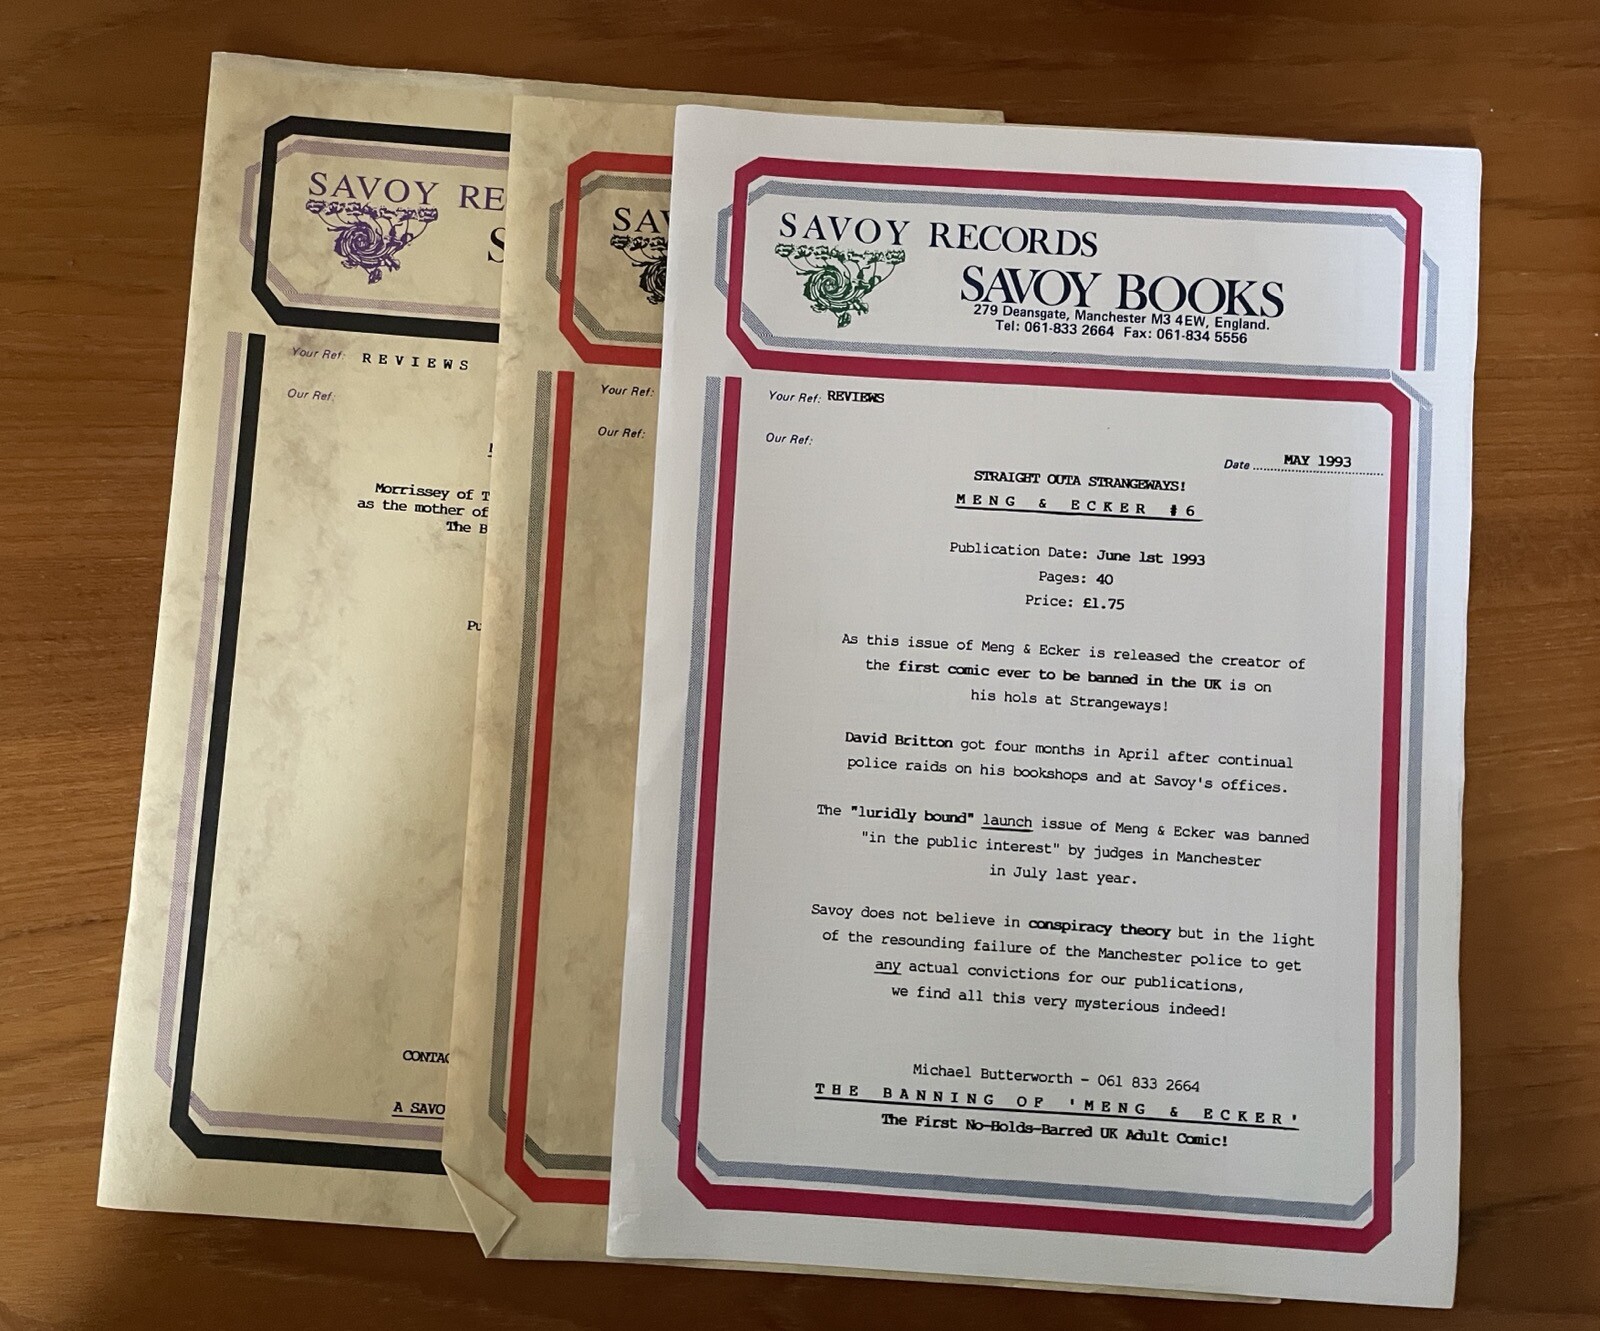 SAVOY RE
S
Your Ref: REVIEWS
Our Ref:
Morrissey of T
as the mother of
The B
Pu
CONTAC
A SAVO
SAV
Your Ref:
Our Ref:
SAVOY RECORDS
SAVOY BOOKS
279 Deansgate, Manchester M3 4EW, England.
Tel: 061-833 2664 Fax: 061-834 5556
Your Ref: REVIEWS
Our Ref:
Date MAY 1993
STRAIGHT OUTA STRANGEWAYS!
MENG & ECKER #6
Publication Date: June 1st 1993
Pages: 40
Price: £1.75
As this issue of Meng & Ecker is released the creator of
the first comic ever to be banned in the UK is on
his hols at Strangeways!
David Britton got four months in April after continual
police raids on his bookshops and at Savoy's offices.
The "luridly bound" launch issue of Meng & Ecker was banned
"in the public interest" by judges in Manchester
in July last year.
Savoy does not believe in conspiracy theory but in the light
of the resounding failure of the Manchester police to get
any actual convictions for our publications,
we find all this very mysterious indeed!
Michael Butterworth - 061 833 2664
THE BANNING OF 'MENG & ECKER'
The First No-Holds-Barred UK Adult Comic!